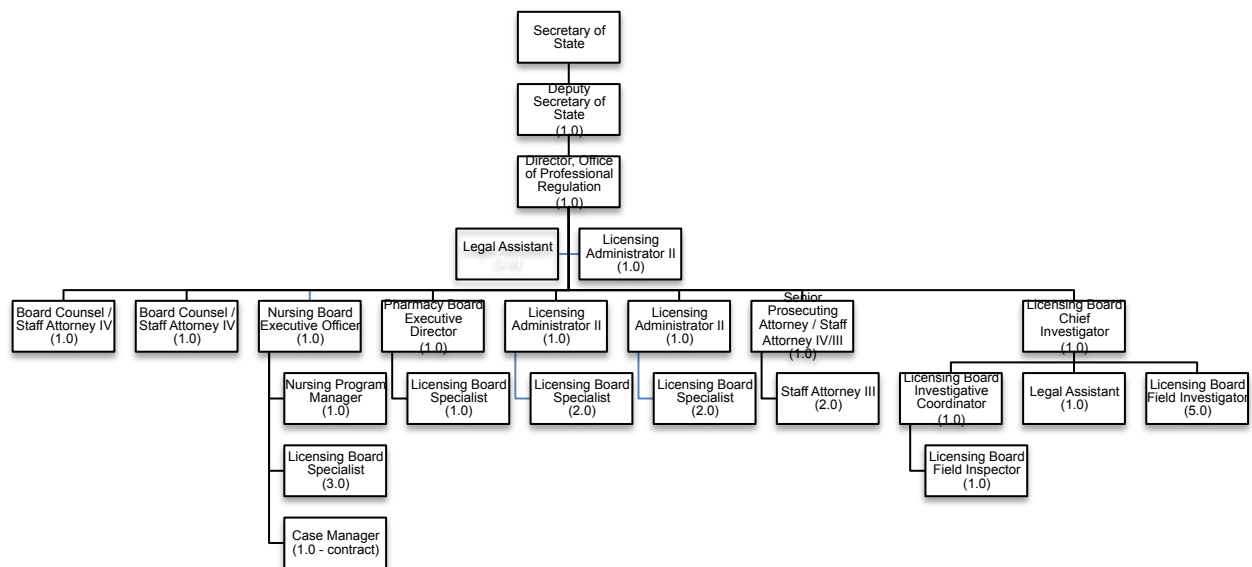 Secretary of
State
Deputy
Secretary of
State
(1.0)
Director, Office
of Professional
Regulation
(1.0)
Legal Assistant
Licensing
Administrator II
(1.0)
Board Counsel /
Staff Attorney IV
(1.0)
Board Counsel /
Staff Attorney IV
(1.0)
Nursing Board
Executive Officer
(1.0)
Pharmacy Board
Executive
Director
(1.0)
Licensing
Administrator II
(1.0)
Licensing
Administrator II
(1.0)
Senior
Prosecuting
Attorney / Staff
Attorney IV/III
(1.0)
Licensing Board
Chief
Investigator
(1.0)
Nursing Program
Manager
(1.0)
Licensing Board
Specialist
(1.0)
Licensing Board
Specialist
(2.0)
Licensing Board
Specialist
(2.0)
Staff Attorney III
(2.0)
Licensing Board
Investigative
Coordinator
(1.0)
Legal Assistant
(1.0)
Licensing Board
Field Investigator
(5.0)
Licensing Board
Specialist
(3.0)
Licensing Board
Field Inspector
(1.0)
Case Manager
(1.0 - contract)